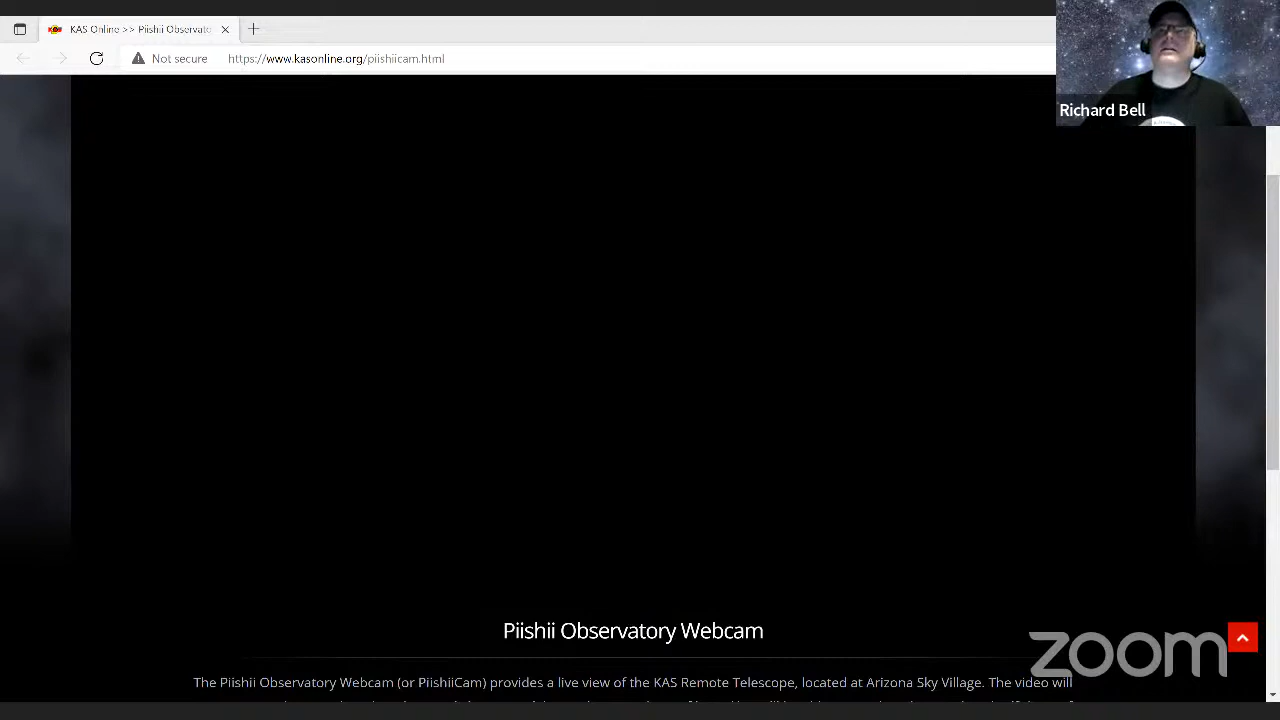 KAS Online >> Piishii Observato
Not secure
https://www.kasonline.org/piishiicam.html
Richard Bell
Piishii Observatory Webcam
zoom
The Piishii Observatory Webcam (or PiishiiCam) provides a live view of the KAS Remote Telescope, located at Arizona Sky Village. The video will